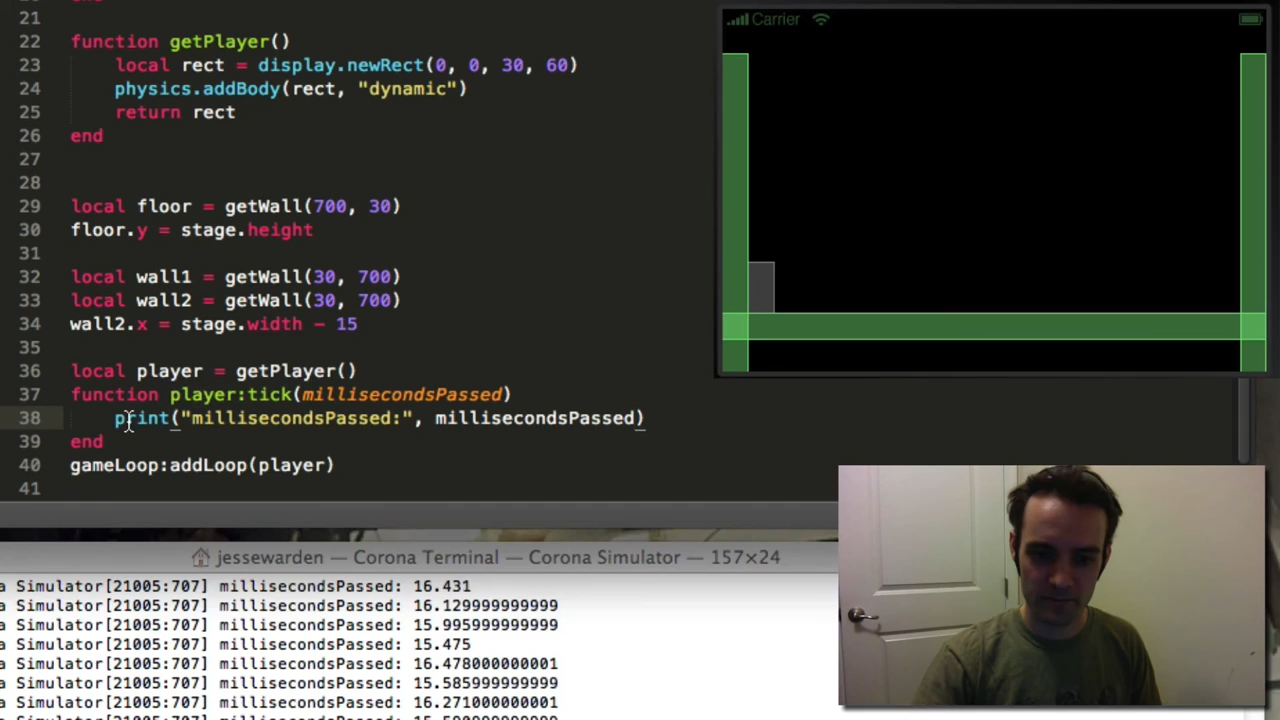 21
22 function getPlayer()
23 local rect = display.newRect(0, 0, 30, 60)
24 physics.addBody(rect, "dynamic")
25 return rect
26 end
27
28
29 local floor = getWall(700, 30)
30 floor.y = stage.height
31
32 local wall1 = getWall(30, 700)
33 local wall2 = getWall(30, 700)
34 wall2.x = stage.width - 15
35
36 local player = getPlayer()
37 function player:tick(millisecondsPassed)
38 print("millisecondsPassed:", millisecondsPassed)
39 end
40 gameLoop:addLoop(player)
41
Carrier
jessewarden — Corona Terminal — Corona Simulator — 157×24
a Simulator[21005:707] millisecondsPassed: 16.431
a Simulator[21005:707] millisecondsPassed: 16.129999999999
a Simulator[21005:707] millisecondsPassed: 15.995999999999
a Simulator[21005:707] millisecondsPassed: 15.475
a Simulator[21005:707] millisecondsPassed: 16.478000000001
a Simulator[21005:707] millisecondsPassed: 15.585999999999
a Simulator[21005:707] millisecondsPassed: 16.271000000001